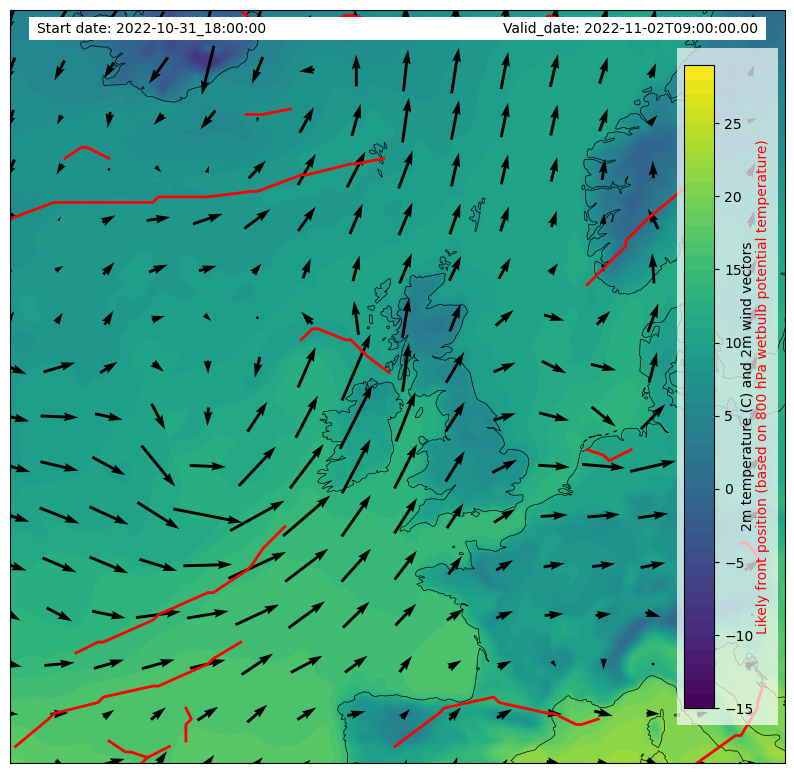 Start date: 2022-10-31_18:00:00
Valid_date: 2022-11-02T09:00:00.00
25
20
15
10
5
0
−5
−10
−15
2m temperature (C) and 2m wind vectors
Likely front position (based on 800 hPa wetbulb potential temperature)